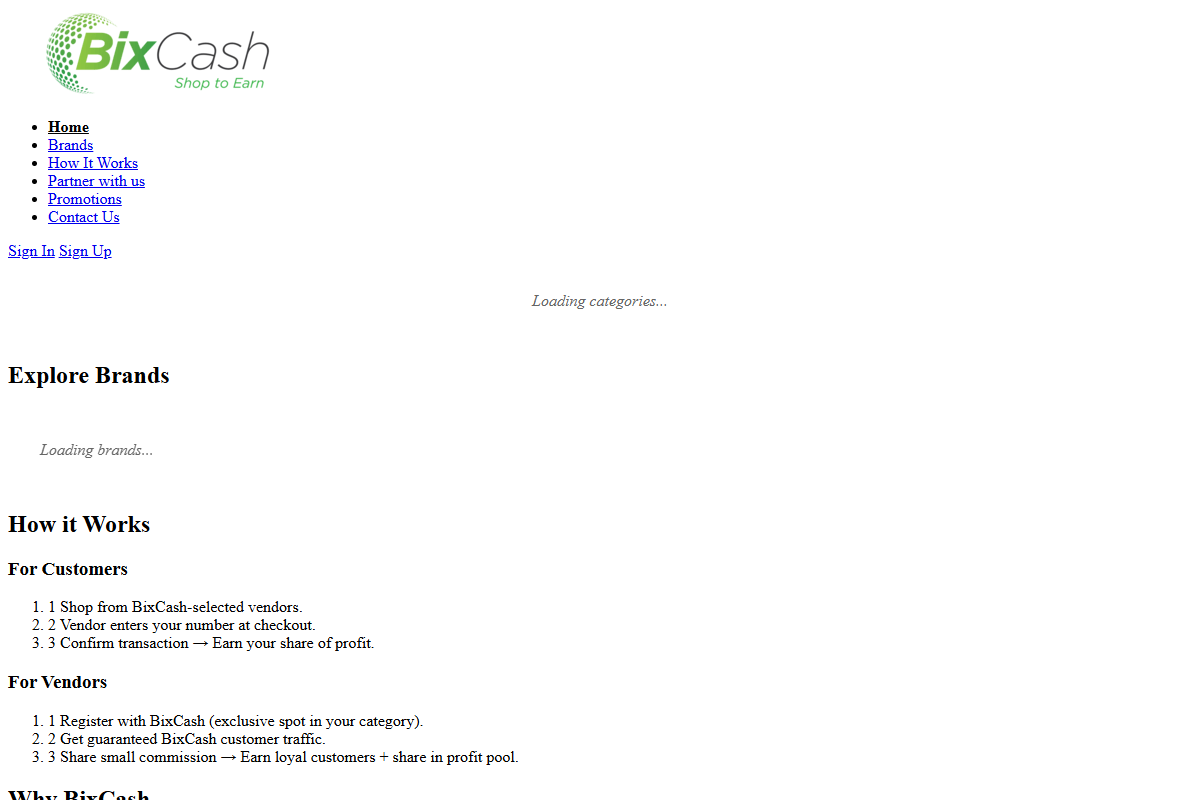 BixCash
Shop to Earn
Home
Brands
How It Works
Partner with us
Promotions
Contact Us
Sign In Sign Up
Loading categories...
Explore Brands
Loading brands...
How it Works
For Customers
1. 1 Shop from BixCash-selected vendors.
2. 2 Vendor enters your number at checkout.
3. 3 Confirm transaction → Earn your share of profit.
For Vendors
1. 1 Register with BixCash (exclusive spot in your category).
2. 2 Get guaranteed BixCash customer traffic.
3. 3 Share small commission → Earn loyal customers + share in profit pool.
Why BixCash